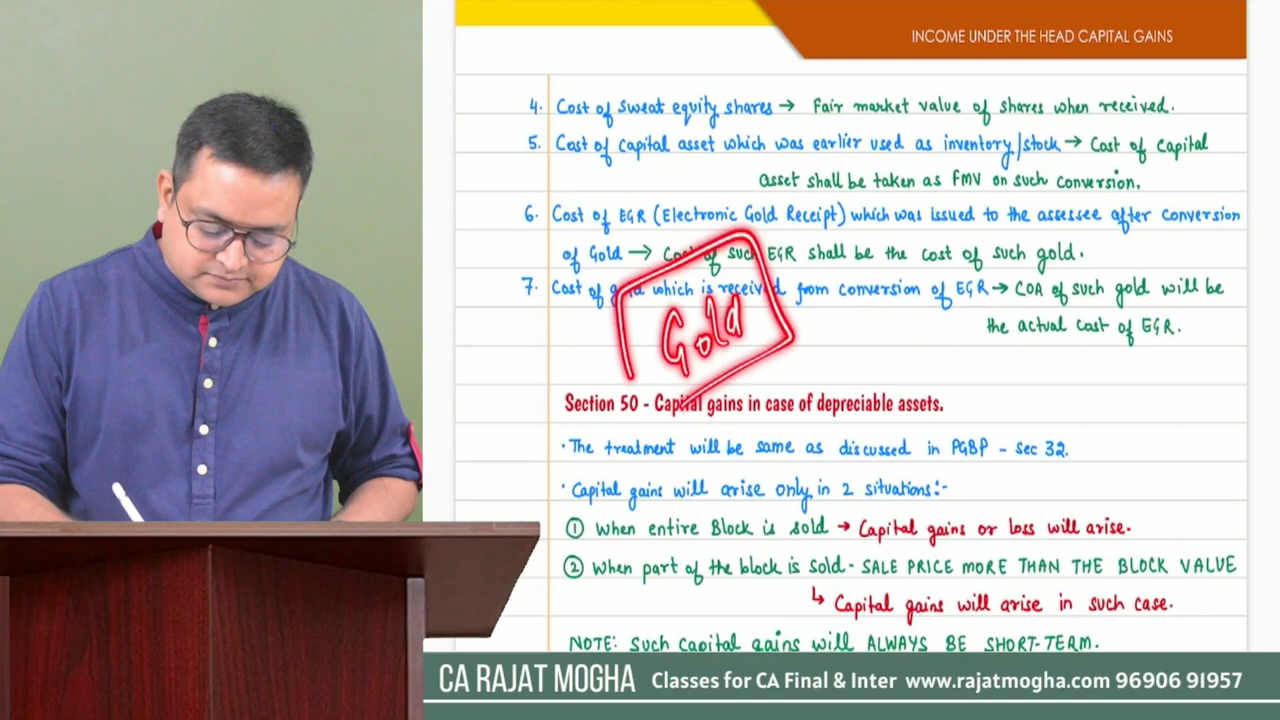 INCOME UNDER THE HEAD CAPITAL GAINS
4. Cost of sweat equity shares → Fair market value of shares when received.
5. Cost of capital asset which was earlier used as inventory/stock → Cost of capital
asset shall be taken as FMV on such conversion.
6. Cost of EGR (Electronic Gold Receipt) which was issued to the assessee after conversion
of Gold → Cost of such EGR shall be the cost of such gold.
7. Cost of gold which is received from conversion of EGR → COA of such gold will be
the actual cost of EGR.
Gold
Section 50 - Capital gains in case of depreciable assets.
· The treatment will be same as discussed in PGBP - Sec 32.
· Capital gains will arise only in 2 situations:-
① When entire Block is sold → Capital gains or loss will arise.
② When part of the block is sold - SALE PRICE MORE THAN THE BLOCK VALUE
↳ Capital gains will arise in such case.
NOTE: Such capital gains will ALWAYS BE SHORT-TERM.
CA RAJAT MOGHA Classes for CA Final & Inter www.rajatmogha.com 96906 91957